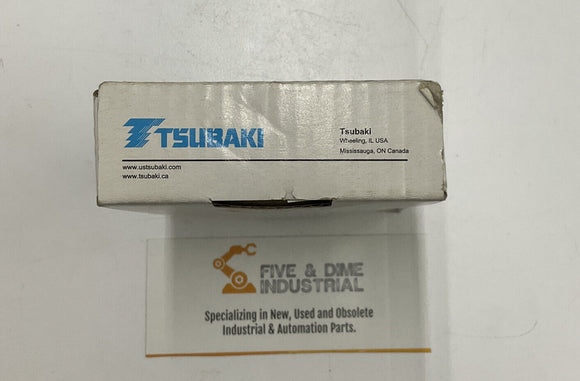 TSUBAKI
Tsubaki
Wheeling, IL USA
Mississauga, ON Canada
www.ustsubaki.com
www.tsubaki.ca
FIVE & DIME
INDUSTRIAL
Specializing in New, Used and Obsolete
Industrial & Automation Parts.